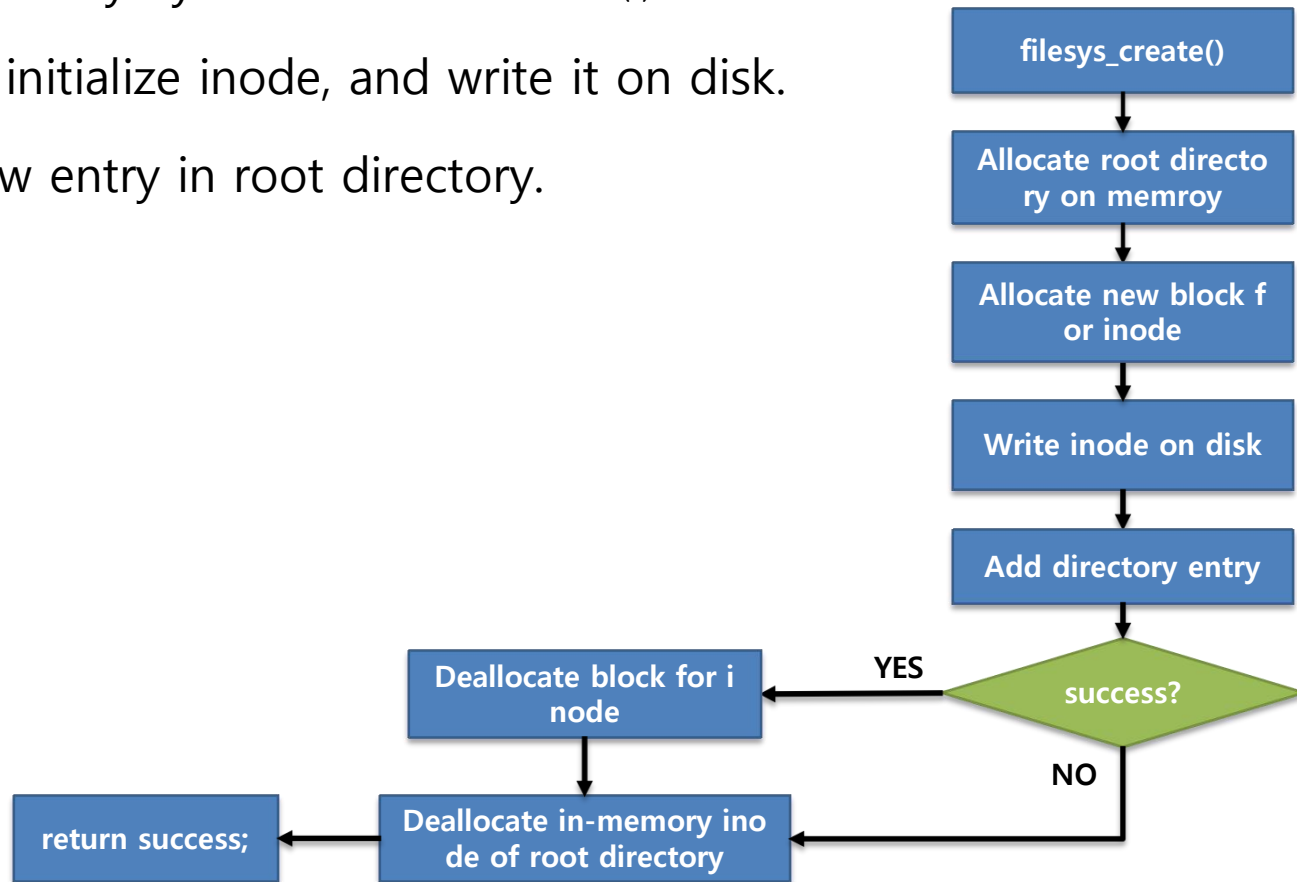 initialize inode, and write it on disk.
w entry in root directory.
filesys_create()
Allocate root directo
ry on memroy
Allocate new block f
or inode
Write inode on disk
Add directory entry
success?
YES
NO
Deallocate block for i
node
Deallocate in-memory ino
de of root directory
return success;